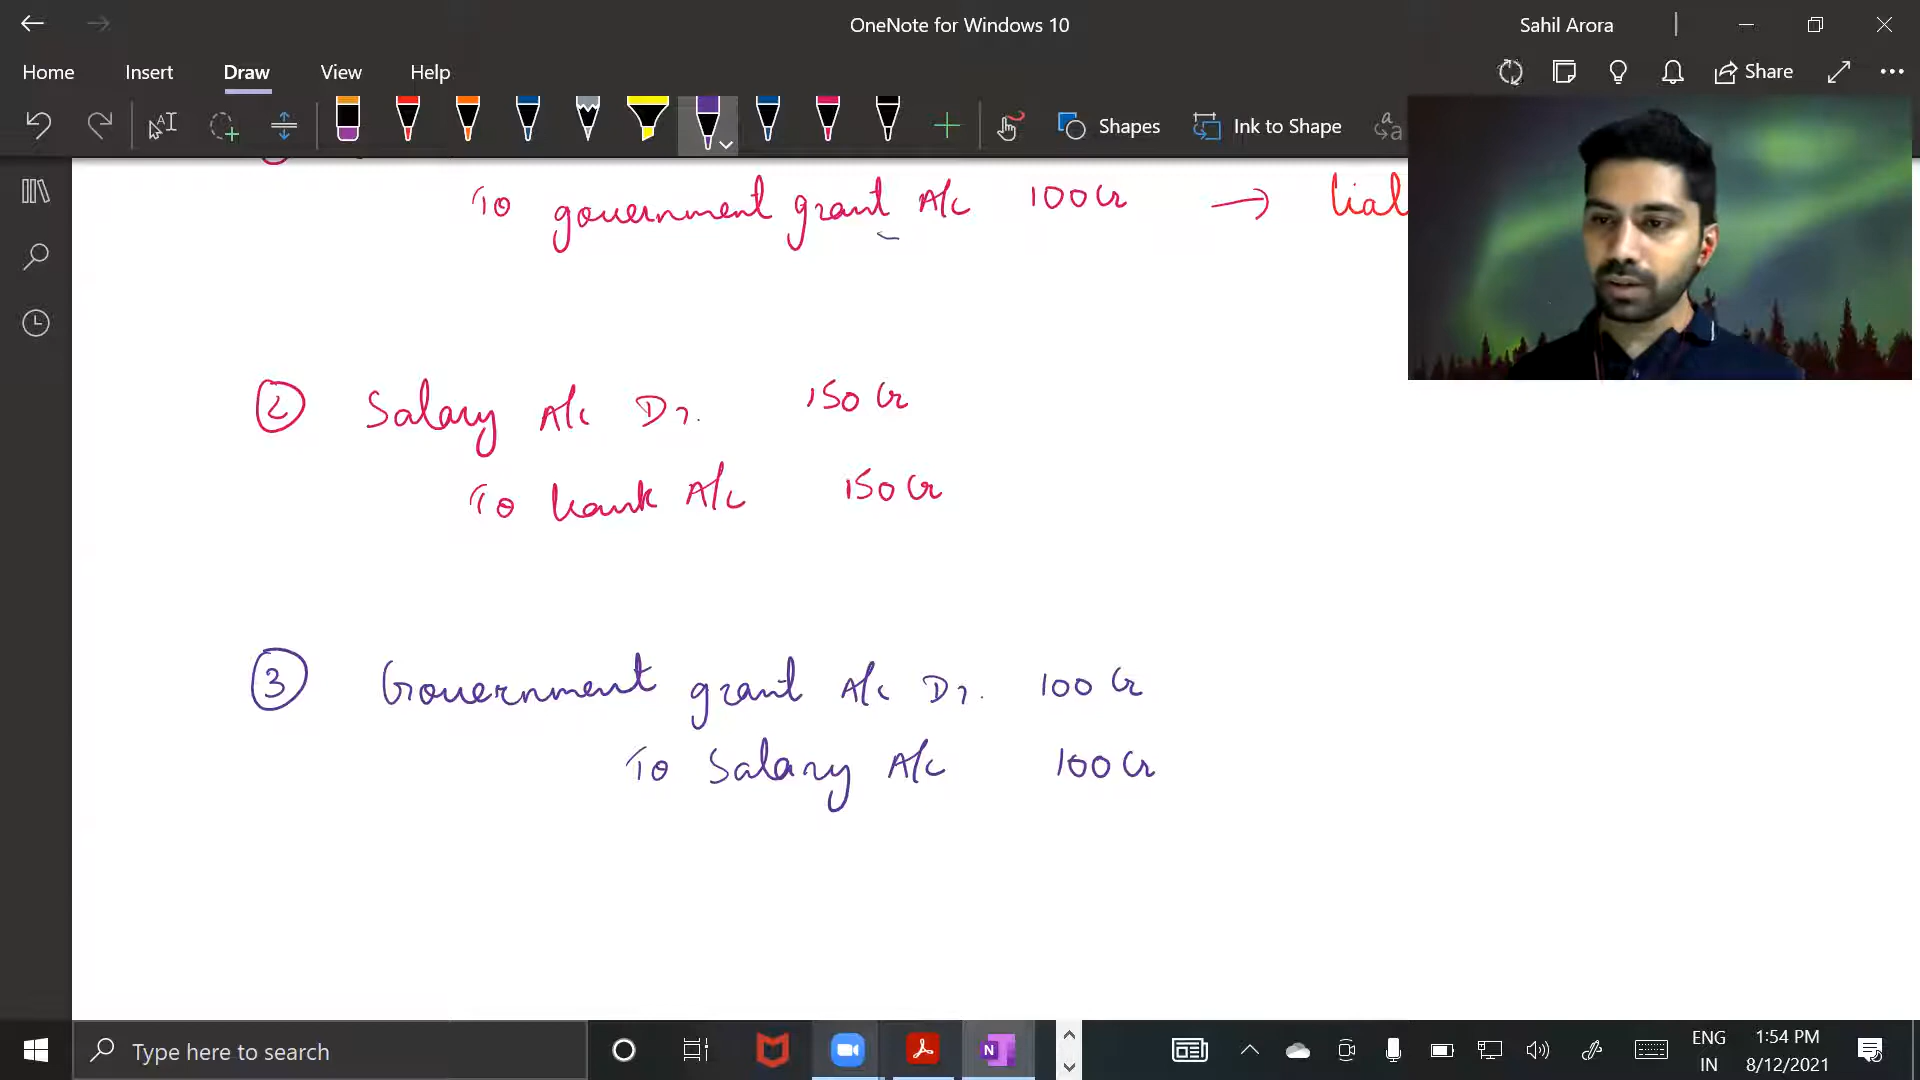 OneNote for Windows 10
Sahil Arora
Home Insert Draw View Help
Share
Shapes Ink to Shape
To government grant A/c 100 Cr → lial
② Salary A/c Dr. 150 Cr
To bank A/c 150 Cr
③ Government grant A/c Dr. 100 Cr
To Salary A/c 100 Cr
Type here to search
ENG
IN
1:54 PM
8/12/2021